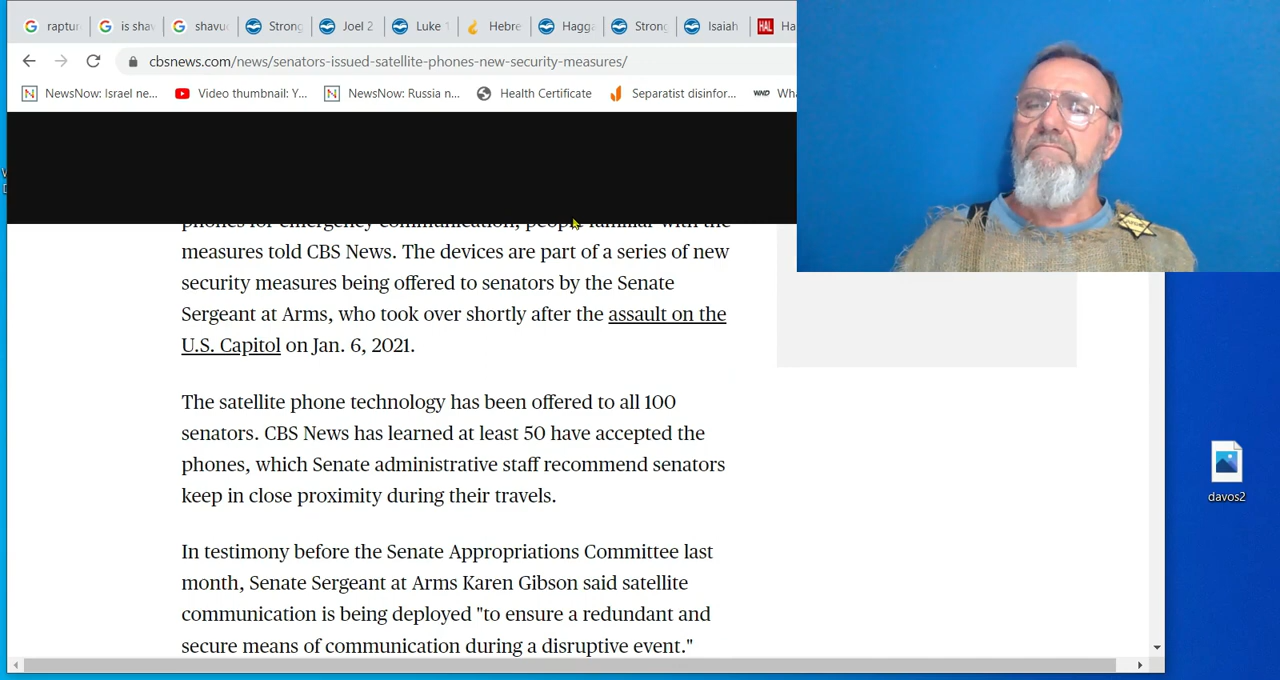 raptur
is shav
shavuo
Strong
Joel 2
Luke 1
Hebre
Hagga
Strong
Isaiah
HAL
Ha
cbsnews.com/news/senators-issued-satellite-phones-new-security-measures/
NewsNow: Israel ne...
Video thumbnail: Y...
NewsNow: Russia n...
Health Certificate
Separatist disinfor...
WND
Wha
phones for emergency communication, people familiar with the
measures told CBS News. The devices are part of a series of new
security measures being offered to senators by the Senate
Sergeant at Arms, who took over shortly after the assault on the
U.S. Capitol on Jan. 6, 2021.
The satellite phone technology has been offered to all 100
senators. CBS News has learned at least 50 have accepted the
phones, which Senate administrative staff recommend senators
keep in close proximity during their travels.
In testimony before the Senate Appropriations Committee last
month, Senate Sergeant at Arms Karen Gibson said satellite
communication is being deployed "to ensure a redundant and
secure means of communication during a disruptive event."
davos2